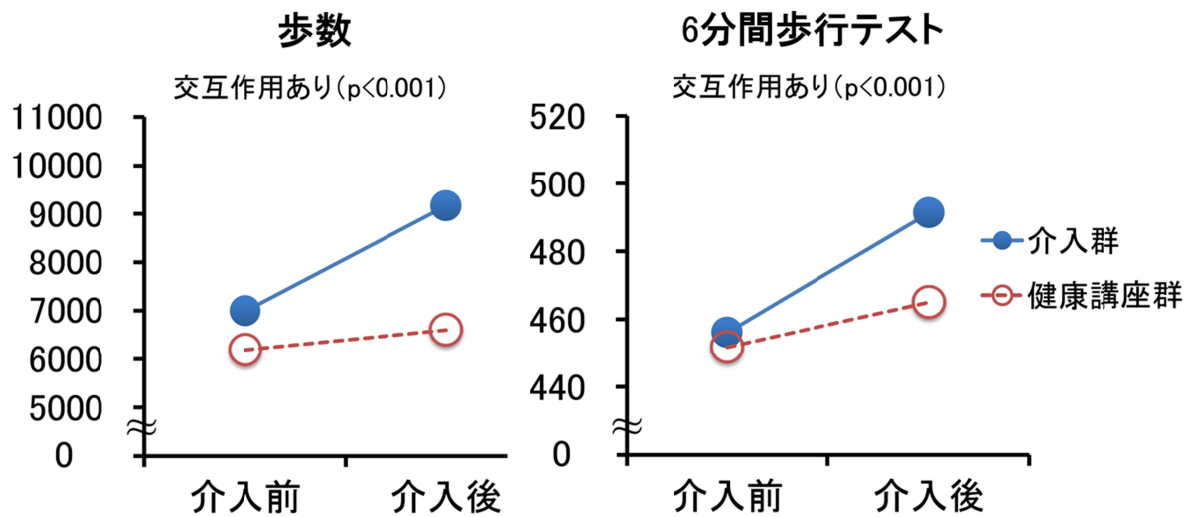 歩数
交互作用あり(p<0.001)
11000
10000
9000
8000
7000
6000
5000
0
介入前
介入後
6分間歩行テスト
交互作用あり(p<0.001)
520
500
480
460
440
0
介入前
介入後
介入群
健康講座群